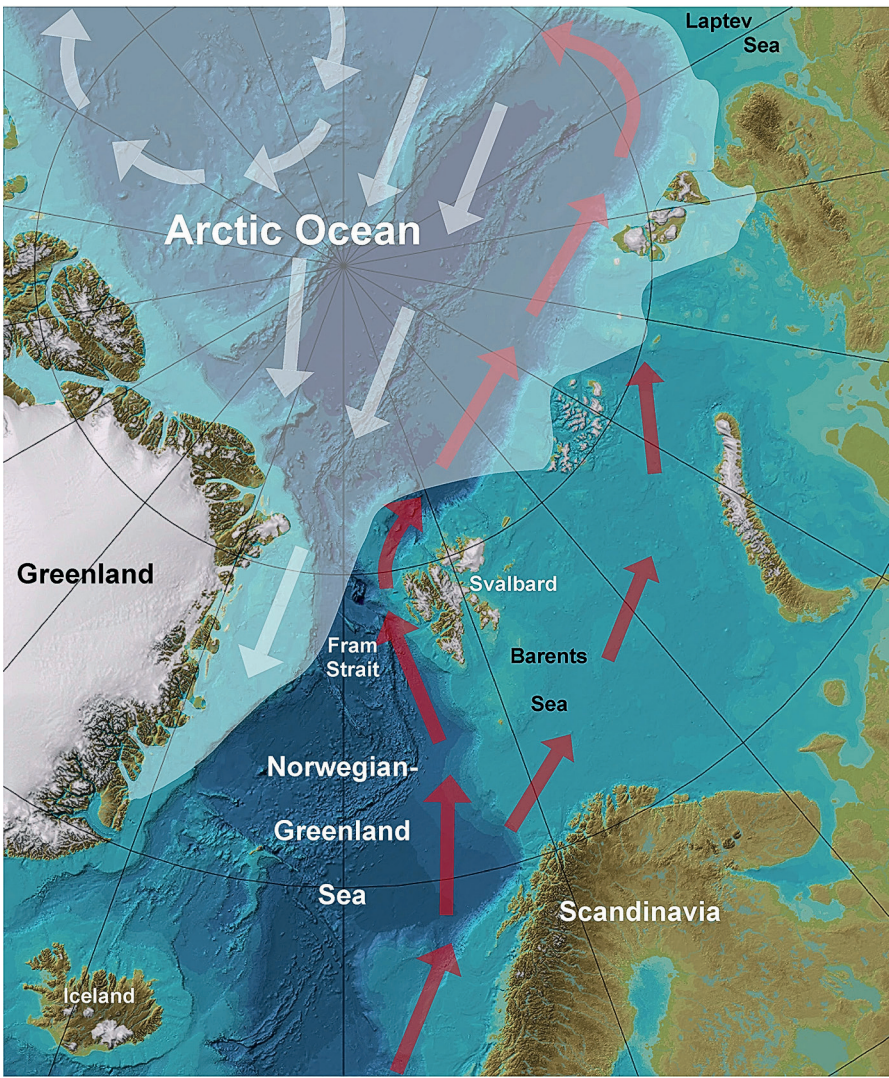 Laptev
Sea
Arctic Ocean
Greenland
Svalbard
Fram
Strait
Barents
Sea
Norwegian-
Greenland
Sea
Scandinavia
Iceland